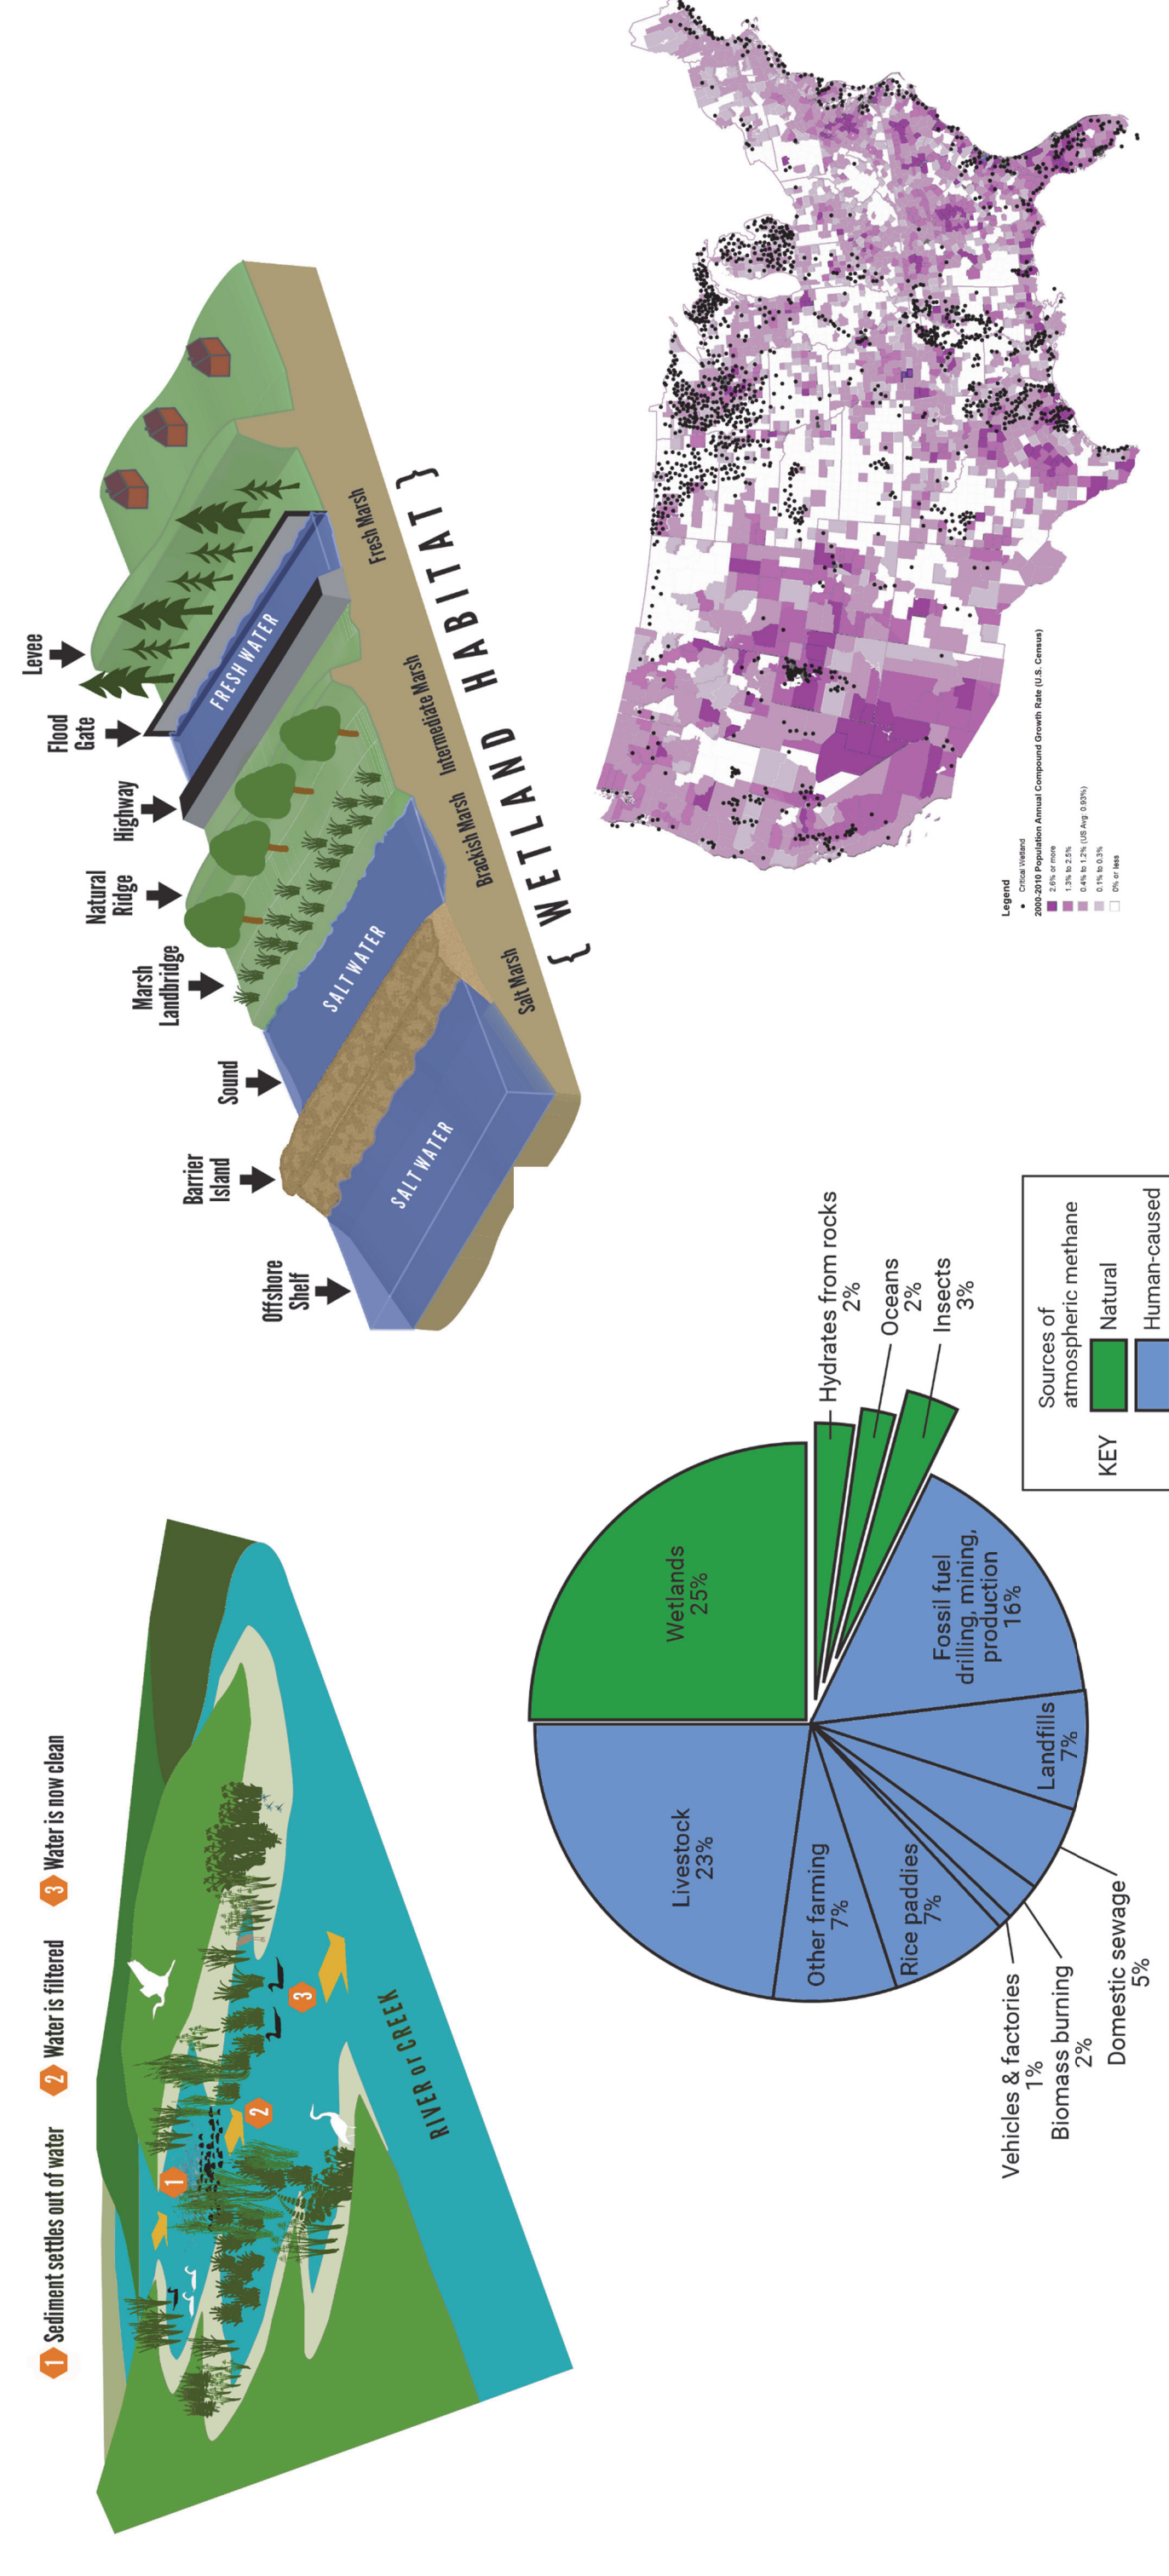 1 Sediment settles out of water
2 Water is filtered
3 Water is now clean
1
2
3
RIVER or CREEK
Offshore
Shelf
Barrier
Island
Sound
Marsh
Landbridge
Natural
Ridge
Highway
Flood
Gate
Levee
SALTWATER
SALTWATER
FRESHWATER
Salt Marsh
Brackish Marsh
Intermediate Marsh
Fresh Marsh
{ WETLAND HABITAT }
Livestock
23%
Wetlands
25%
Other farming
7%
Rice paddies
7%
Vehicles & factories
1%
Biomass burning
2%
Domestic sewage
5%
Landfills
7%
Fossil fuel
drilling, mining,
production
16%
Hydrates from rocks
2%
Oceans
2%
Insects
3%
KEY
Sources of
atmospheric methane
Natural
Human-caused
Legend
Critical Wetland
2000-2010 Population Annual Compound Growth Rate (U.S. Census)
2.6% or more
1.3% to 2.5%
0.4% to 1.2% (US Avg: 0.93%)
0.1% to 0.3%
0% or less